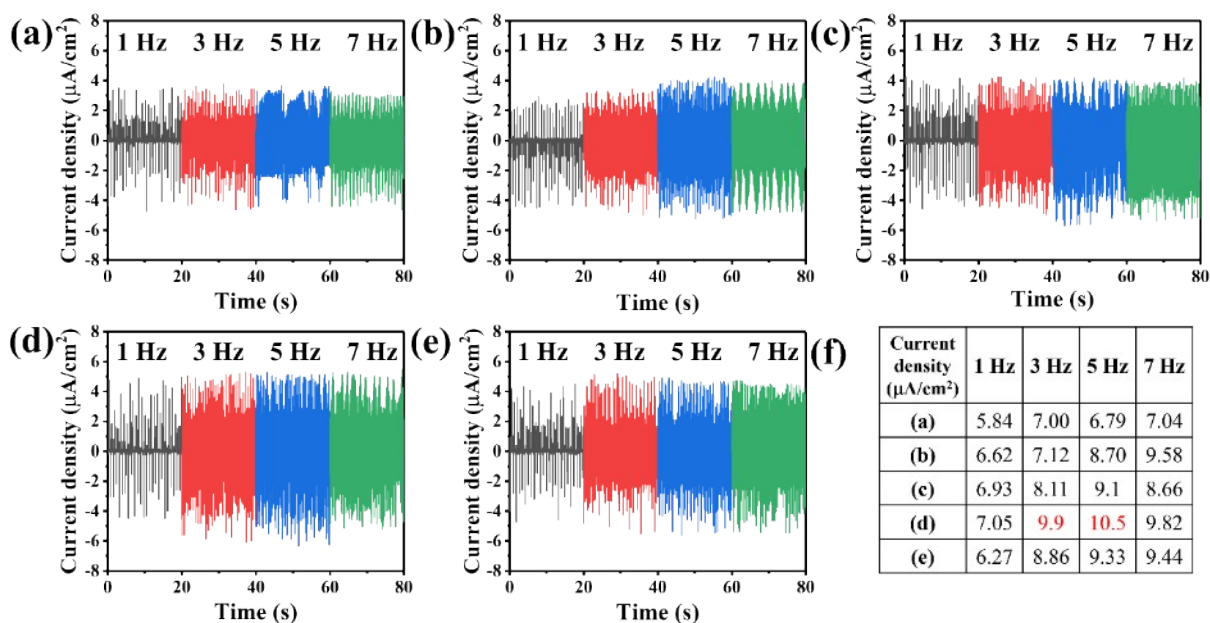 (a)
1 Hz 3 Hz 5 Hz 7 Hz
Current density (μA/cm²)
8
6
4
2
0
-2
-4
-6
-8
0 20 40 60 80
Time (s)
(b)
1 Hz 3 Hz 5 Hz 7 Hz
Current density (μA/cm²)
8
6
4
2
0
-2
-4
-6
-8
0 20 40 60 80
Time (s)
(c)
1 Hz 3 Hz 5 Hz 7 Hz
Current density (μA/cm²)
8
6
4
2
0
-2
-4
-6
-8
0 20 40 60 80
Time (s)
(d)
1 Hz 3 Hz 5 Hz 7 Hz
Current density (μA/cm²)
8
6
4
2
0
-2
-4
-6
-8
0 20 40 60 80
Time (s)
(e)
1 Hz 3 Hz 5 Hz 7 Hz
Current density (μA/cm²)
8
6
4
2
0
-2
-4
-6
-8
0 20 40 60 80
Time (s)
(f)
Current
density
(μA/cm²)
1 Hz 3 Hz 5 Hz 7 Hz
(a) 5.84 7.00 6.79 7.04
(b) 6.62 7.12 8.70 9.58
(c) 6.93 8.11 9.1 8.66
(d) 7.05 9.9 10.5 9.82
(e) 6.27 8.86 9.33 9.44